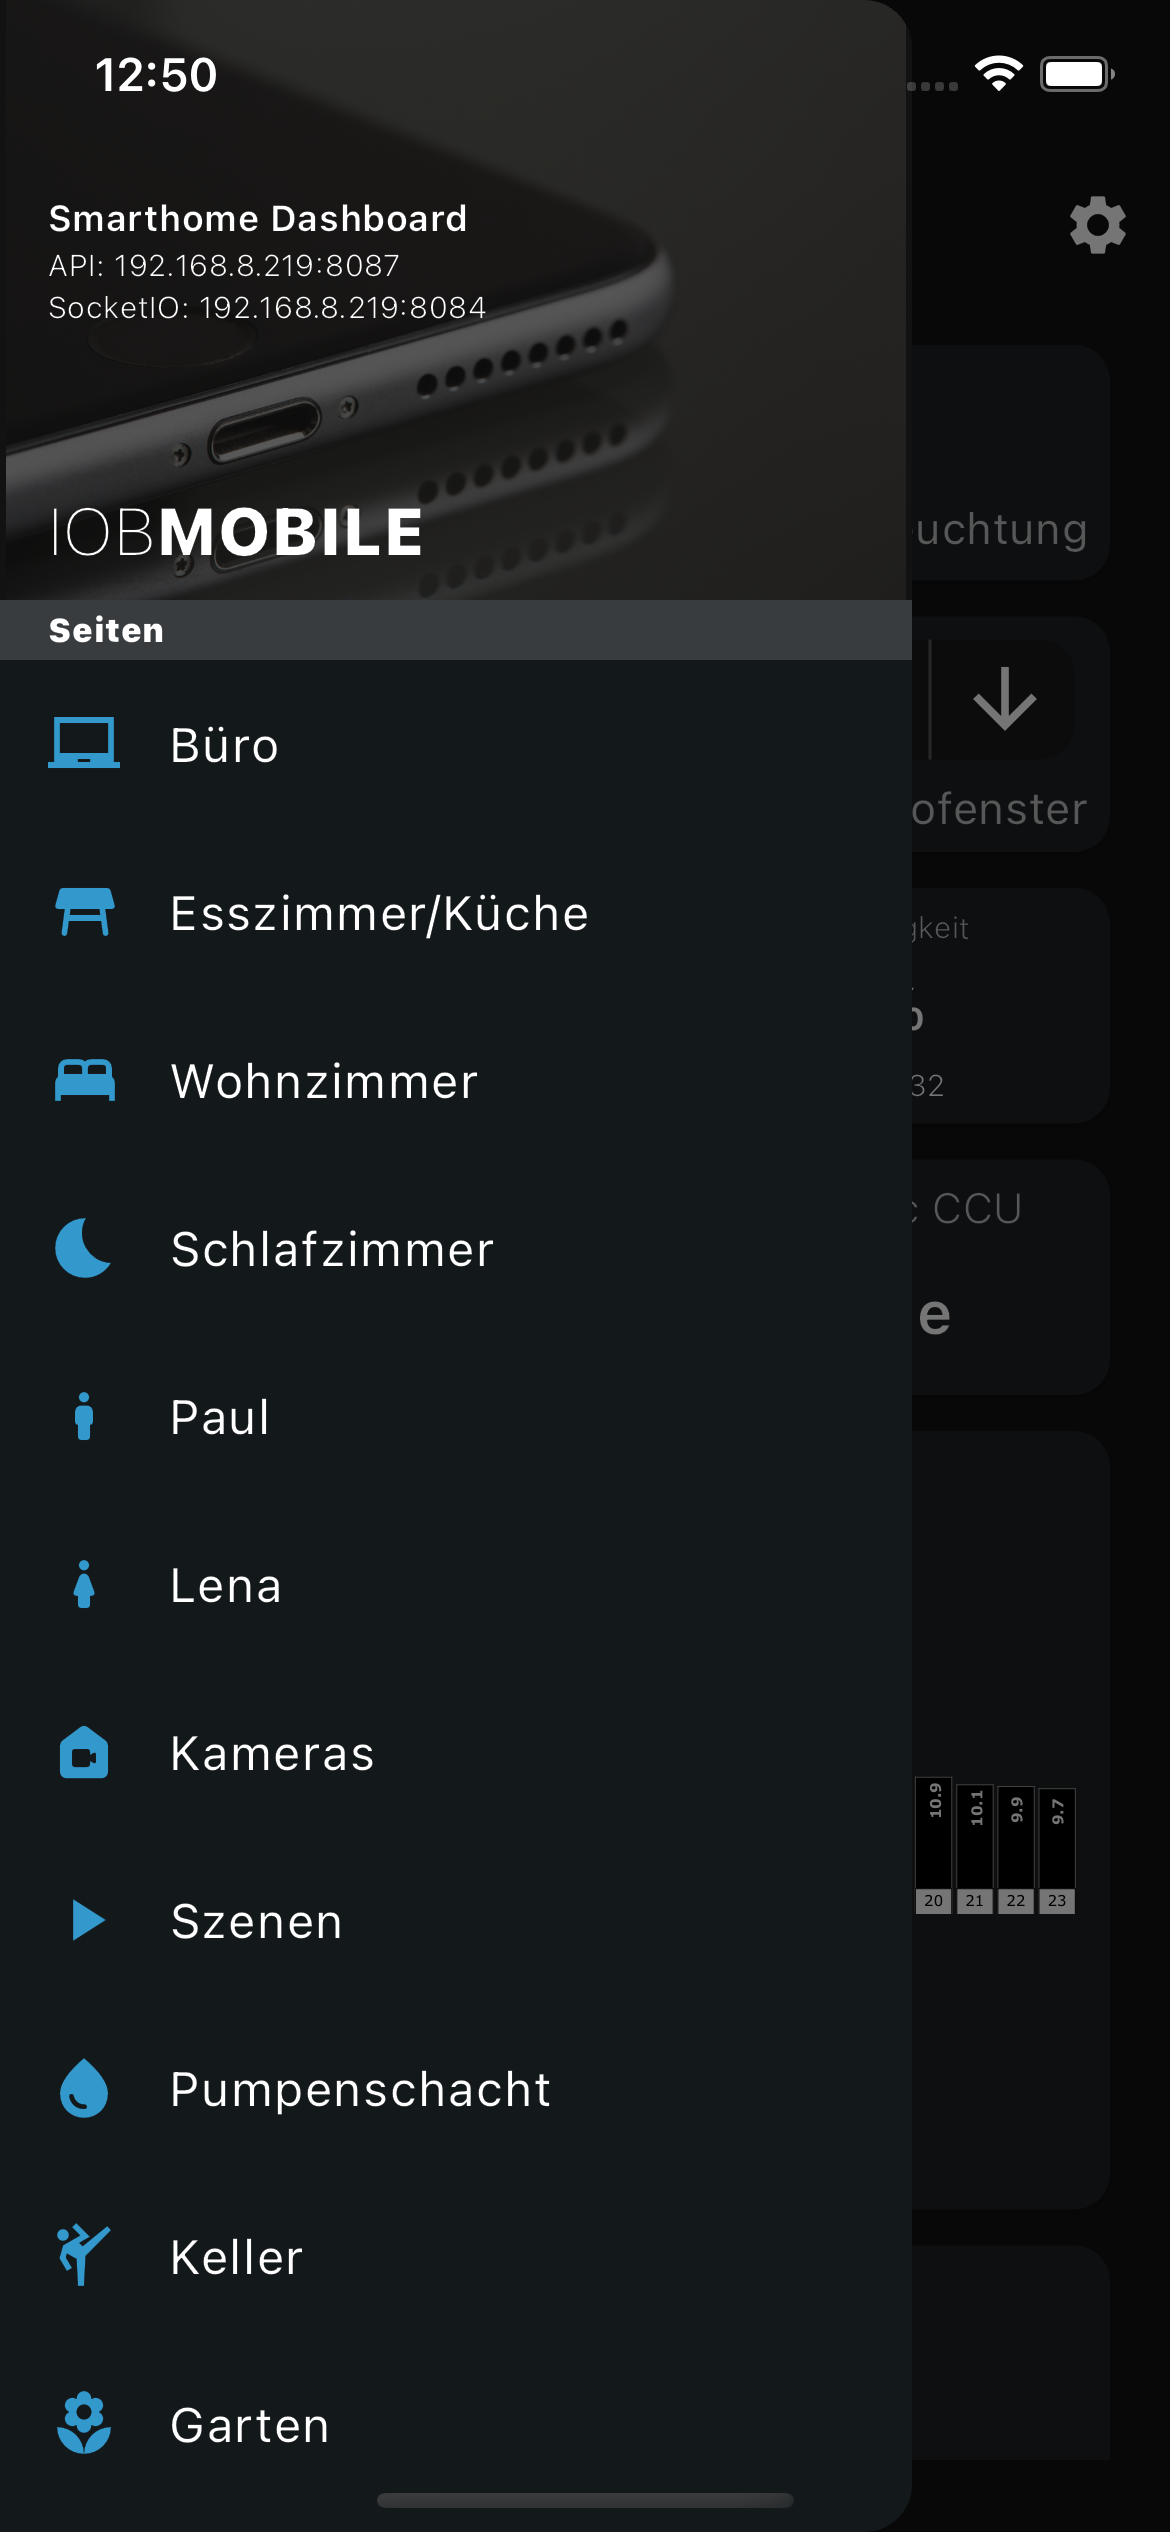 12:50
Smarthome Dashboard
API: 192.168.8.219:8087
SocketIO: 192.168.8.219:8084
IOBMOBILE
Seiten
Büro
Esszimmer/Küche
Wohnzimmer
Schlafzimmer
Paul
Lena
Kameras
Szenen
Pumpenschacht
Keller
Garten
uchtung
ofenster
gkeit
32
CCU
e
10.9 10.1 9.9 9.7
20 21 22 23